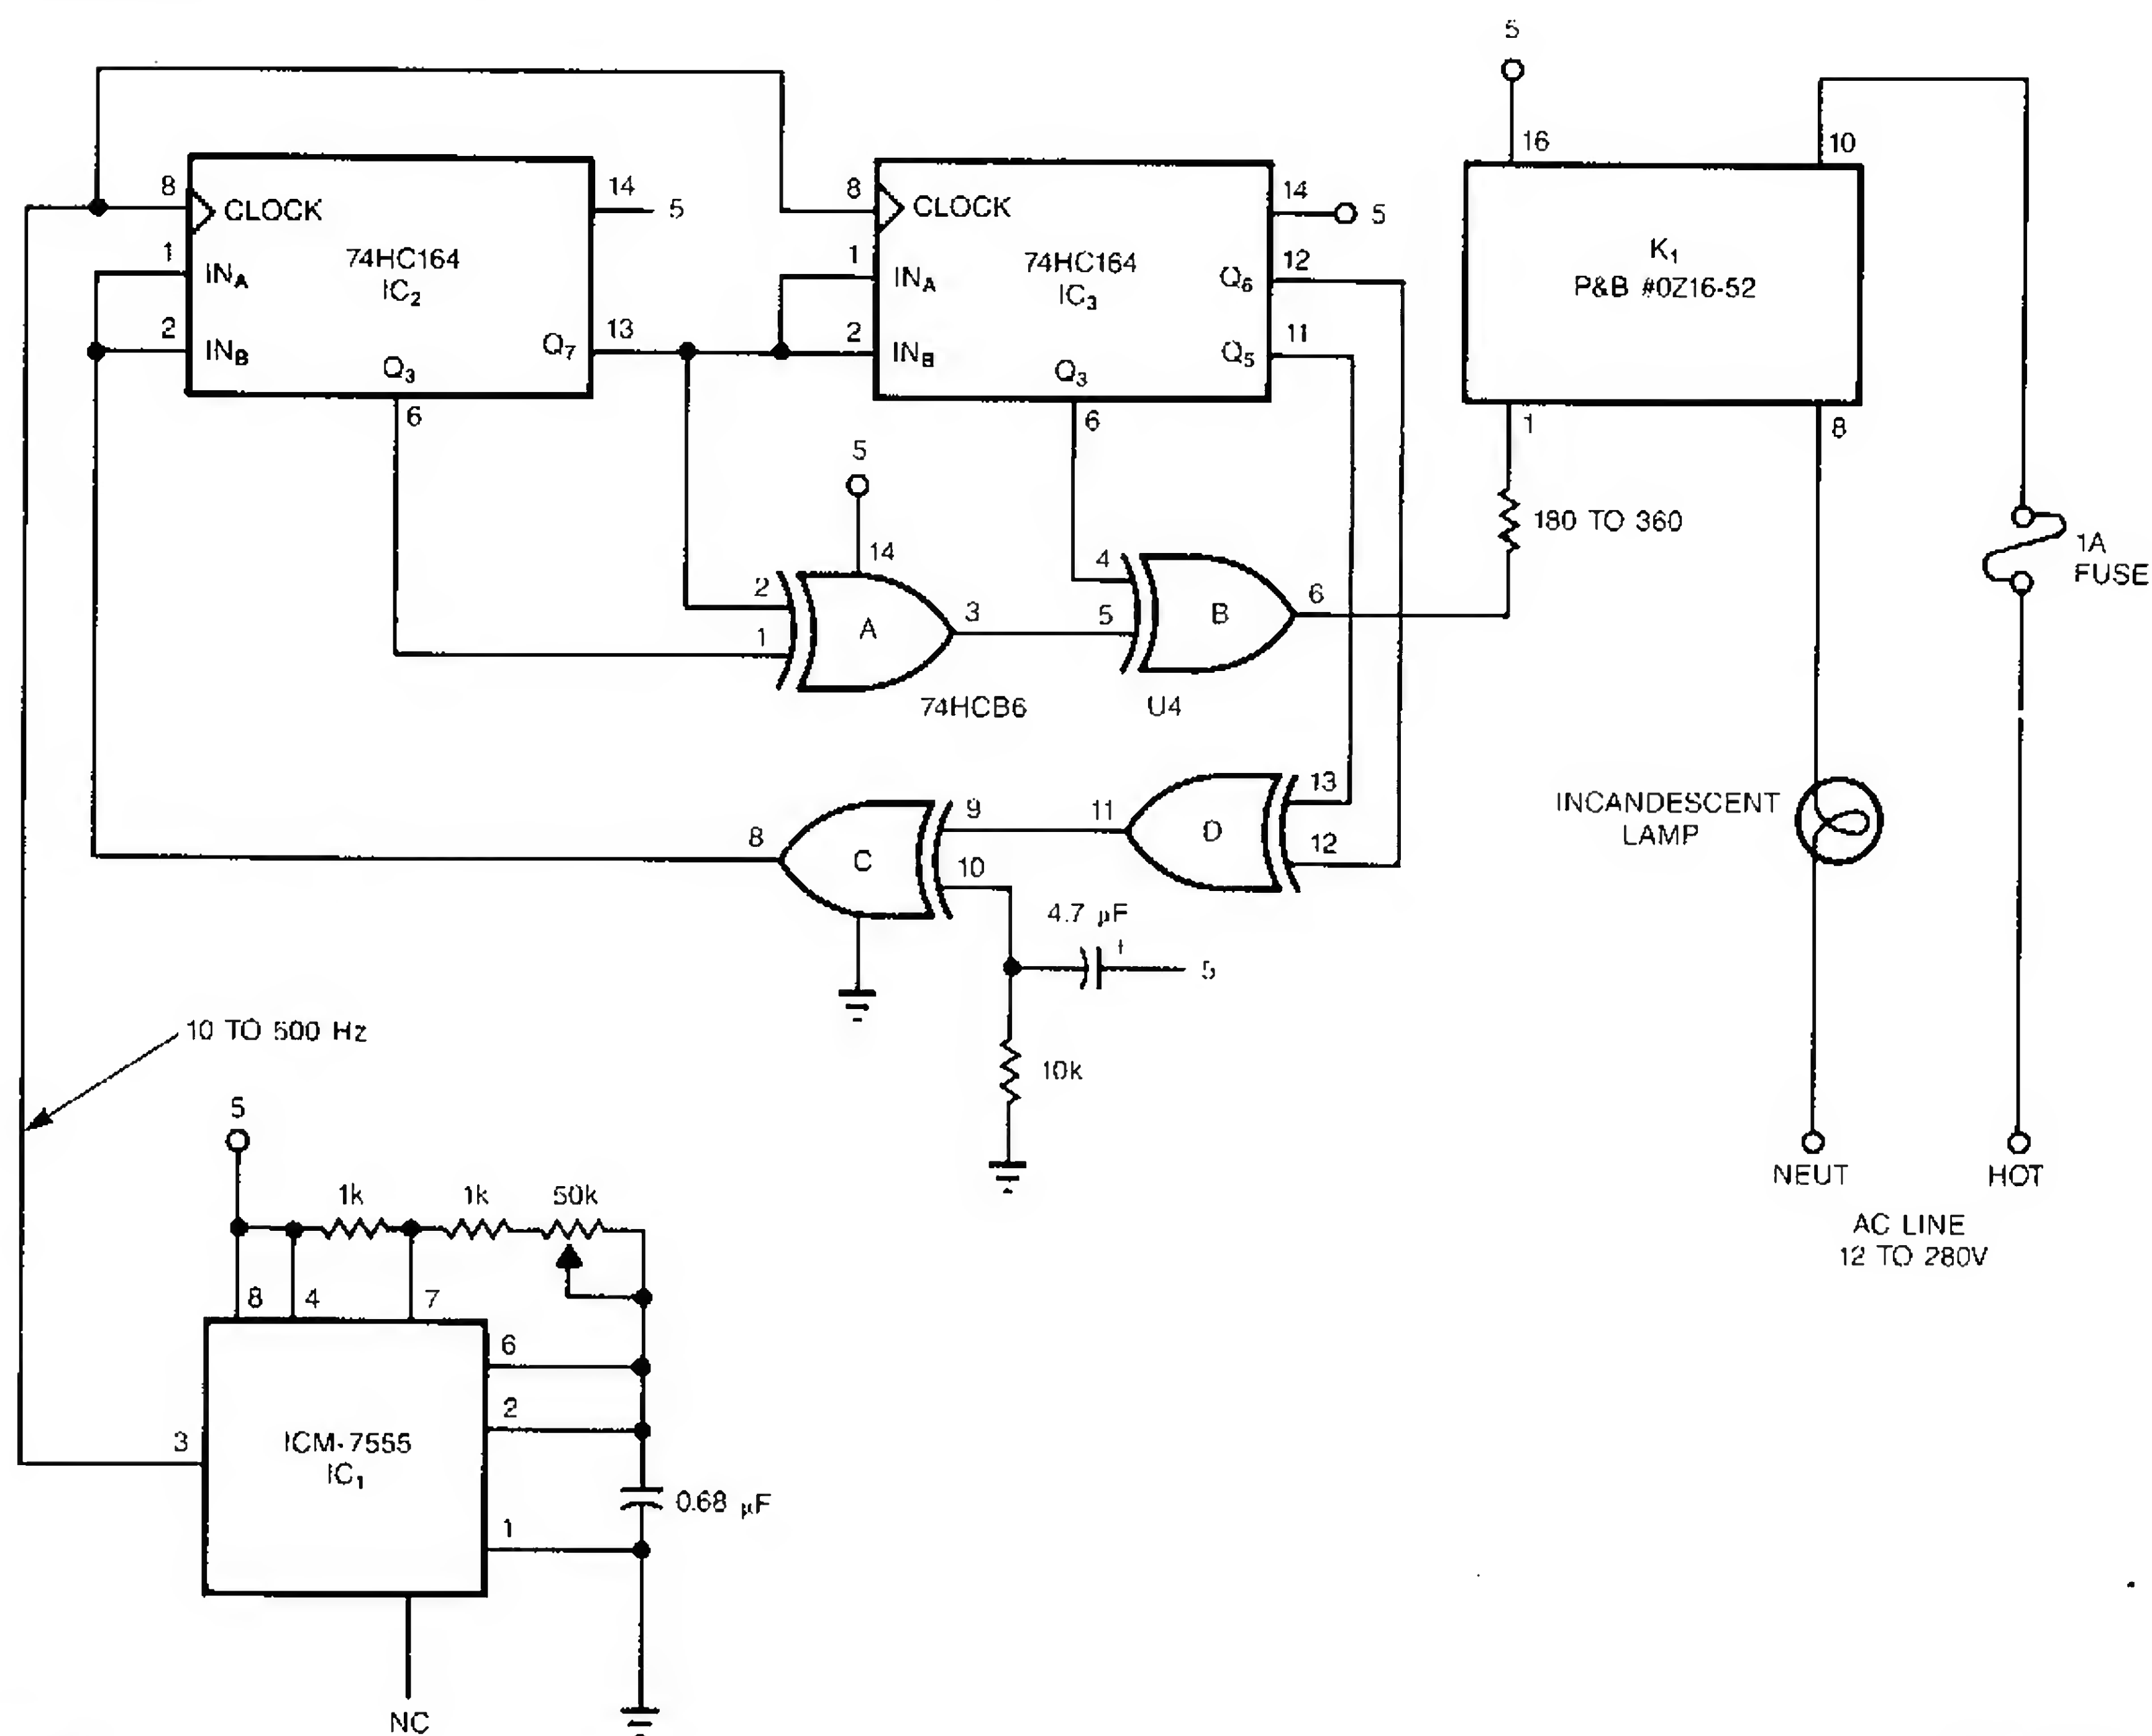 5
16
10
8
CLOCK
14
5
1
INA
74HC164
IC2
2
INB
Q7
13
Q3
6
8
CLOCK
14
5
1
INA
74HC164
IC3
Q6
12
2
INB
Q5
11
Q3
6
K1
P&B #0Z16-52
1
8
180 TO 360
1A
FUSE
5
14
2
1
A
3
4
5
B
6
74HCB6
U4
INCANDESCENT
LAMP
8
C
9
10
11
D
13
12
4.7 µF
+
5
10k
NEUT
HOT
AC LINE
12 TO 280V
10 TO 500 Hz
5
1k
1k
50k
8
4
7
6
2
3
ICM-7555
IC1
0.68 µF
1
NC